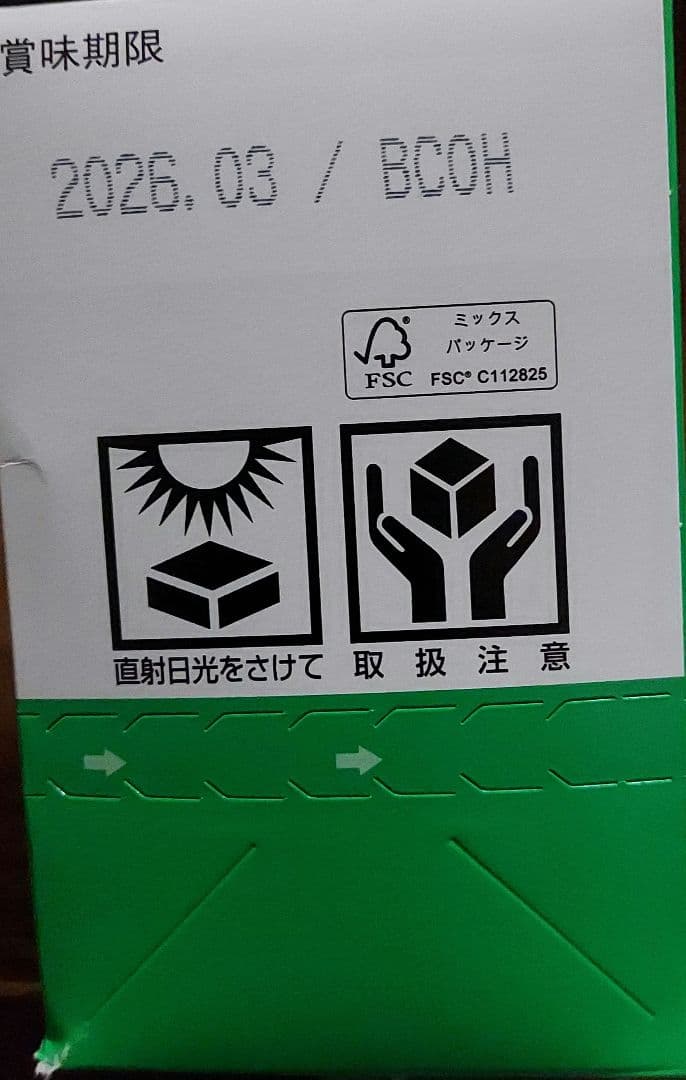 賞味期限
2026.03 / BCOH
ミックス
パッケージ
FSC® FSC® C112825
直射日光をさけて
取扱注意